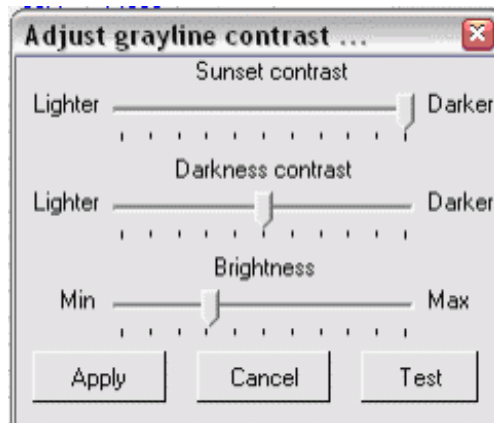 Adjust grayline contrast ...
Sunset contrast
Lighter Darker
Darkness contrast
Lighter Darker
Brightness
Min Max
Apply Cancel Test